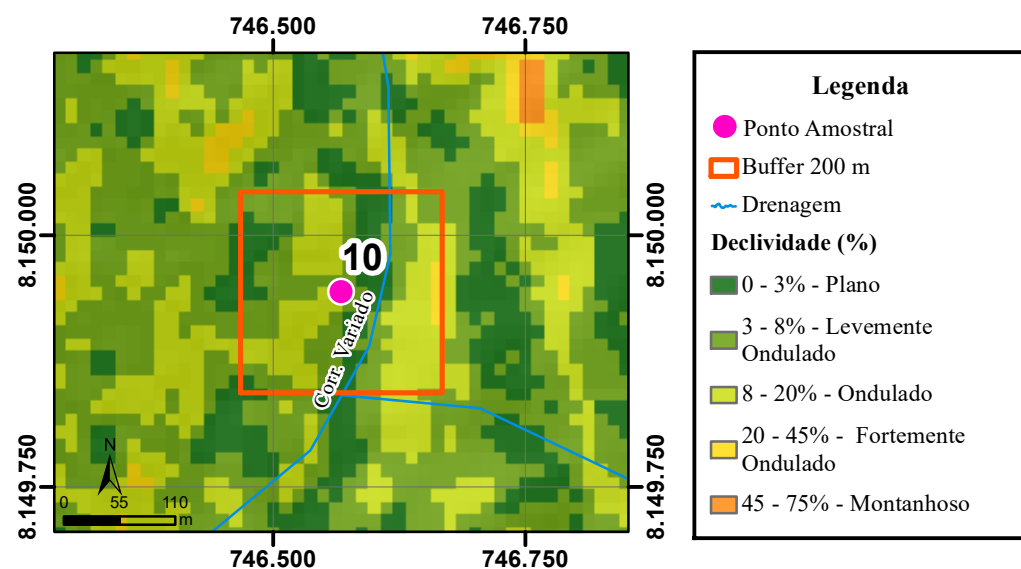 746.500
746.750
8.150.000
8.150.000
10
Corr. Variado
8.149.750
8.149.750
N
0 55 110
m
746.500
746.750
Legenda
Ponto Amostral
Buffer 200 m
Drenagem
Declividade (%)
0 - 3% - Plano
3 - 8% - Levemente
Ondulado
8 - 20% - Ondulado
20 - 45% - Fortemente
Ondulado
45 - 75% - Montanhoso